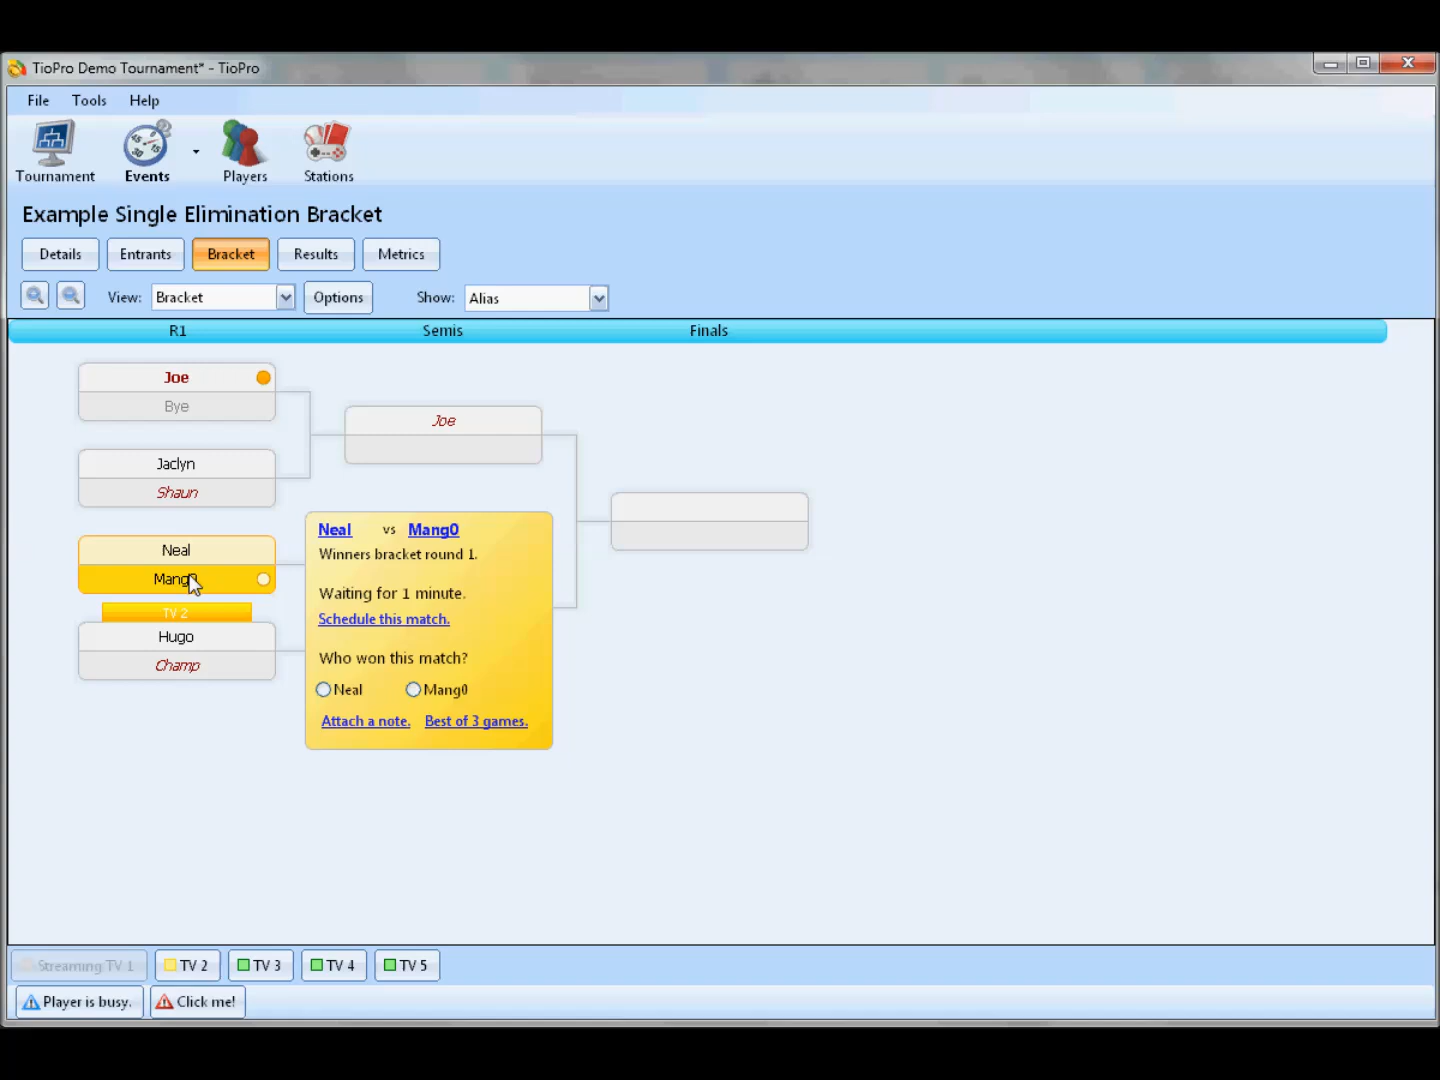 TioPro Demo Tournament* - TioPro
File Tools Help
Tournament Events Players Stations
Example Single Elimination Bracket
Details Entrants Bracket Results Metrics
View: Bracket Options Show: Alias
R1 Semis Finals
Joe
Bye
Joe
Jaclyn
Shaun
Neal
Mang0
TV 2
Hugo
Champ
Neal vs Mang0
Winners bracket round 1.
Waiting for 1 minute.
Schedule this match.
Who won this match?
Neal Mang0
Attach a note. Best of 3 games.
Streaming TV 1 TV 2 TV 3 TV 4 TV 5
Player is busy. Click me!